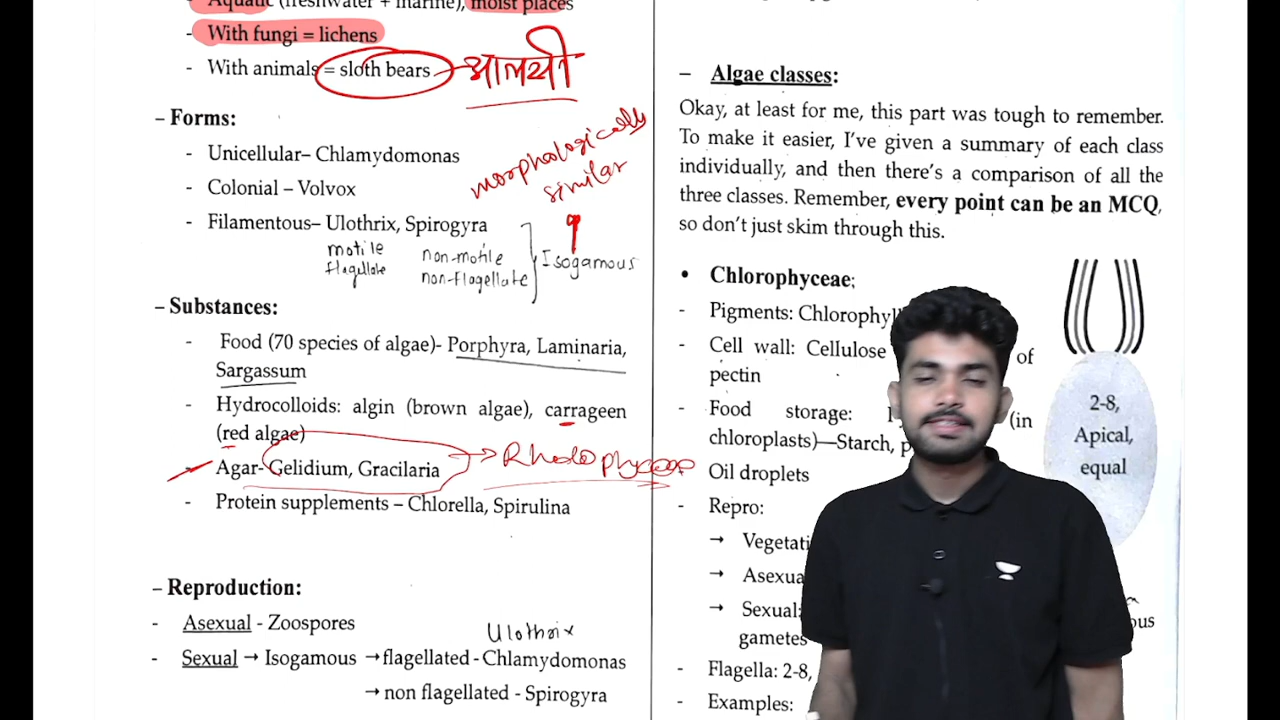 Aquatic (freshwater + marine), moist places
- With fungi = lichens
- With animals = sloth bears
आलसी
– Forms:
- Unicellular– Chlamydomonas
- Colonial – Volvox
- Filamentous– Ulothrix, Spirogyra
motile
flagellate
non-motile
non-flagellate
Isogamous
morphologically
similar
– Substances:
- Food (70 species of algae)- Porphyra, Laminaria,
Sargassum
- Hydrocolloids: algin (brown algae), carrageen
(red algae)
- Agar- Gelidium, Gracilaria
Rhodophyceae
- Protein supplements – Chlorella, Spirulina
– Reproduction:
- Asexual - Zoospores
Ulothrix
- Sexual → Isogamous → flagellated - Chlamydomonas
→ non flagellated - Spirogyra
– Algae classes:
Okay, at least for me, this part was tough to remember.
To make it easier, I've given a summary of each class
individually, and then there's a comparison of all the
three classes. Remember, every point can be an MCQ,
so don't just skim through this.
• Chlorophyceae;
- Pigments: Chlorophyl
- Cell wall: Cellulose of
pectin
- Food storage: (in
chloroplasts)—Starch, p
Oil droplets
- Repro:
→ Vegetati
→ Asexua
→ Sexual:
gametes
- Flagella: 2-8,
- Examples:
2-8,
Apical,
equal